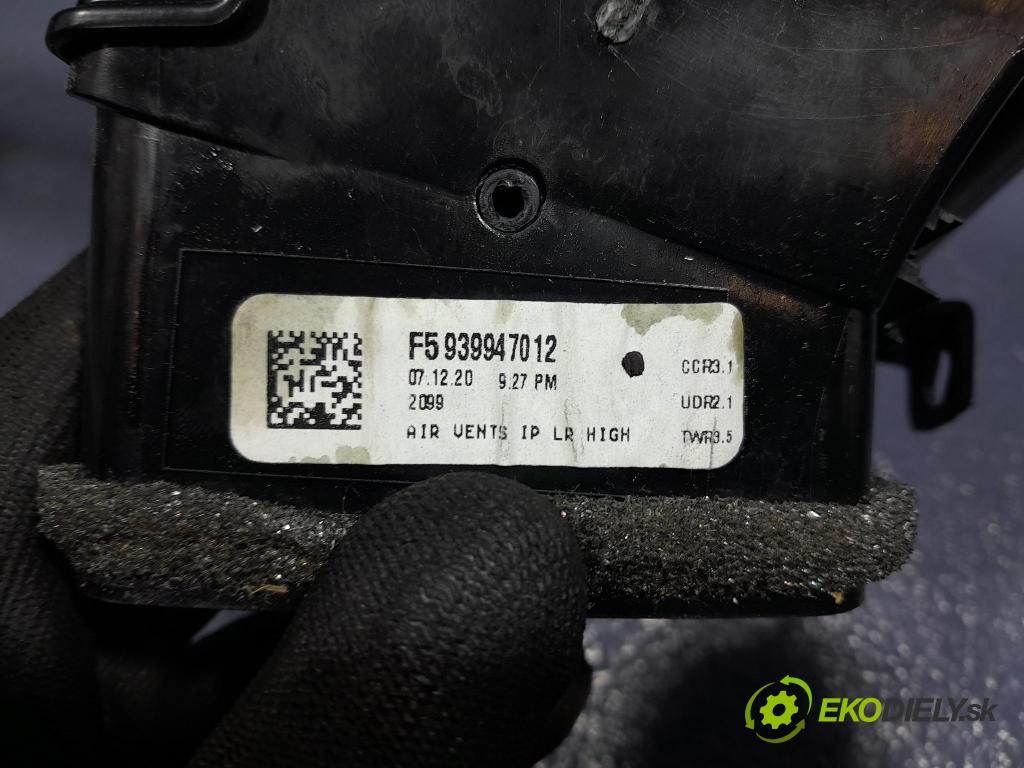 F5 939947012
07.12.20 9.27 PM
2099
AIR VENTS IP LR HIGH
CCR3.1
UDR2.1
TWR3.5
EKODIELY.sk